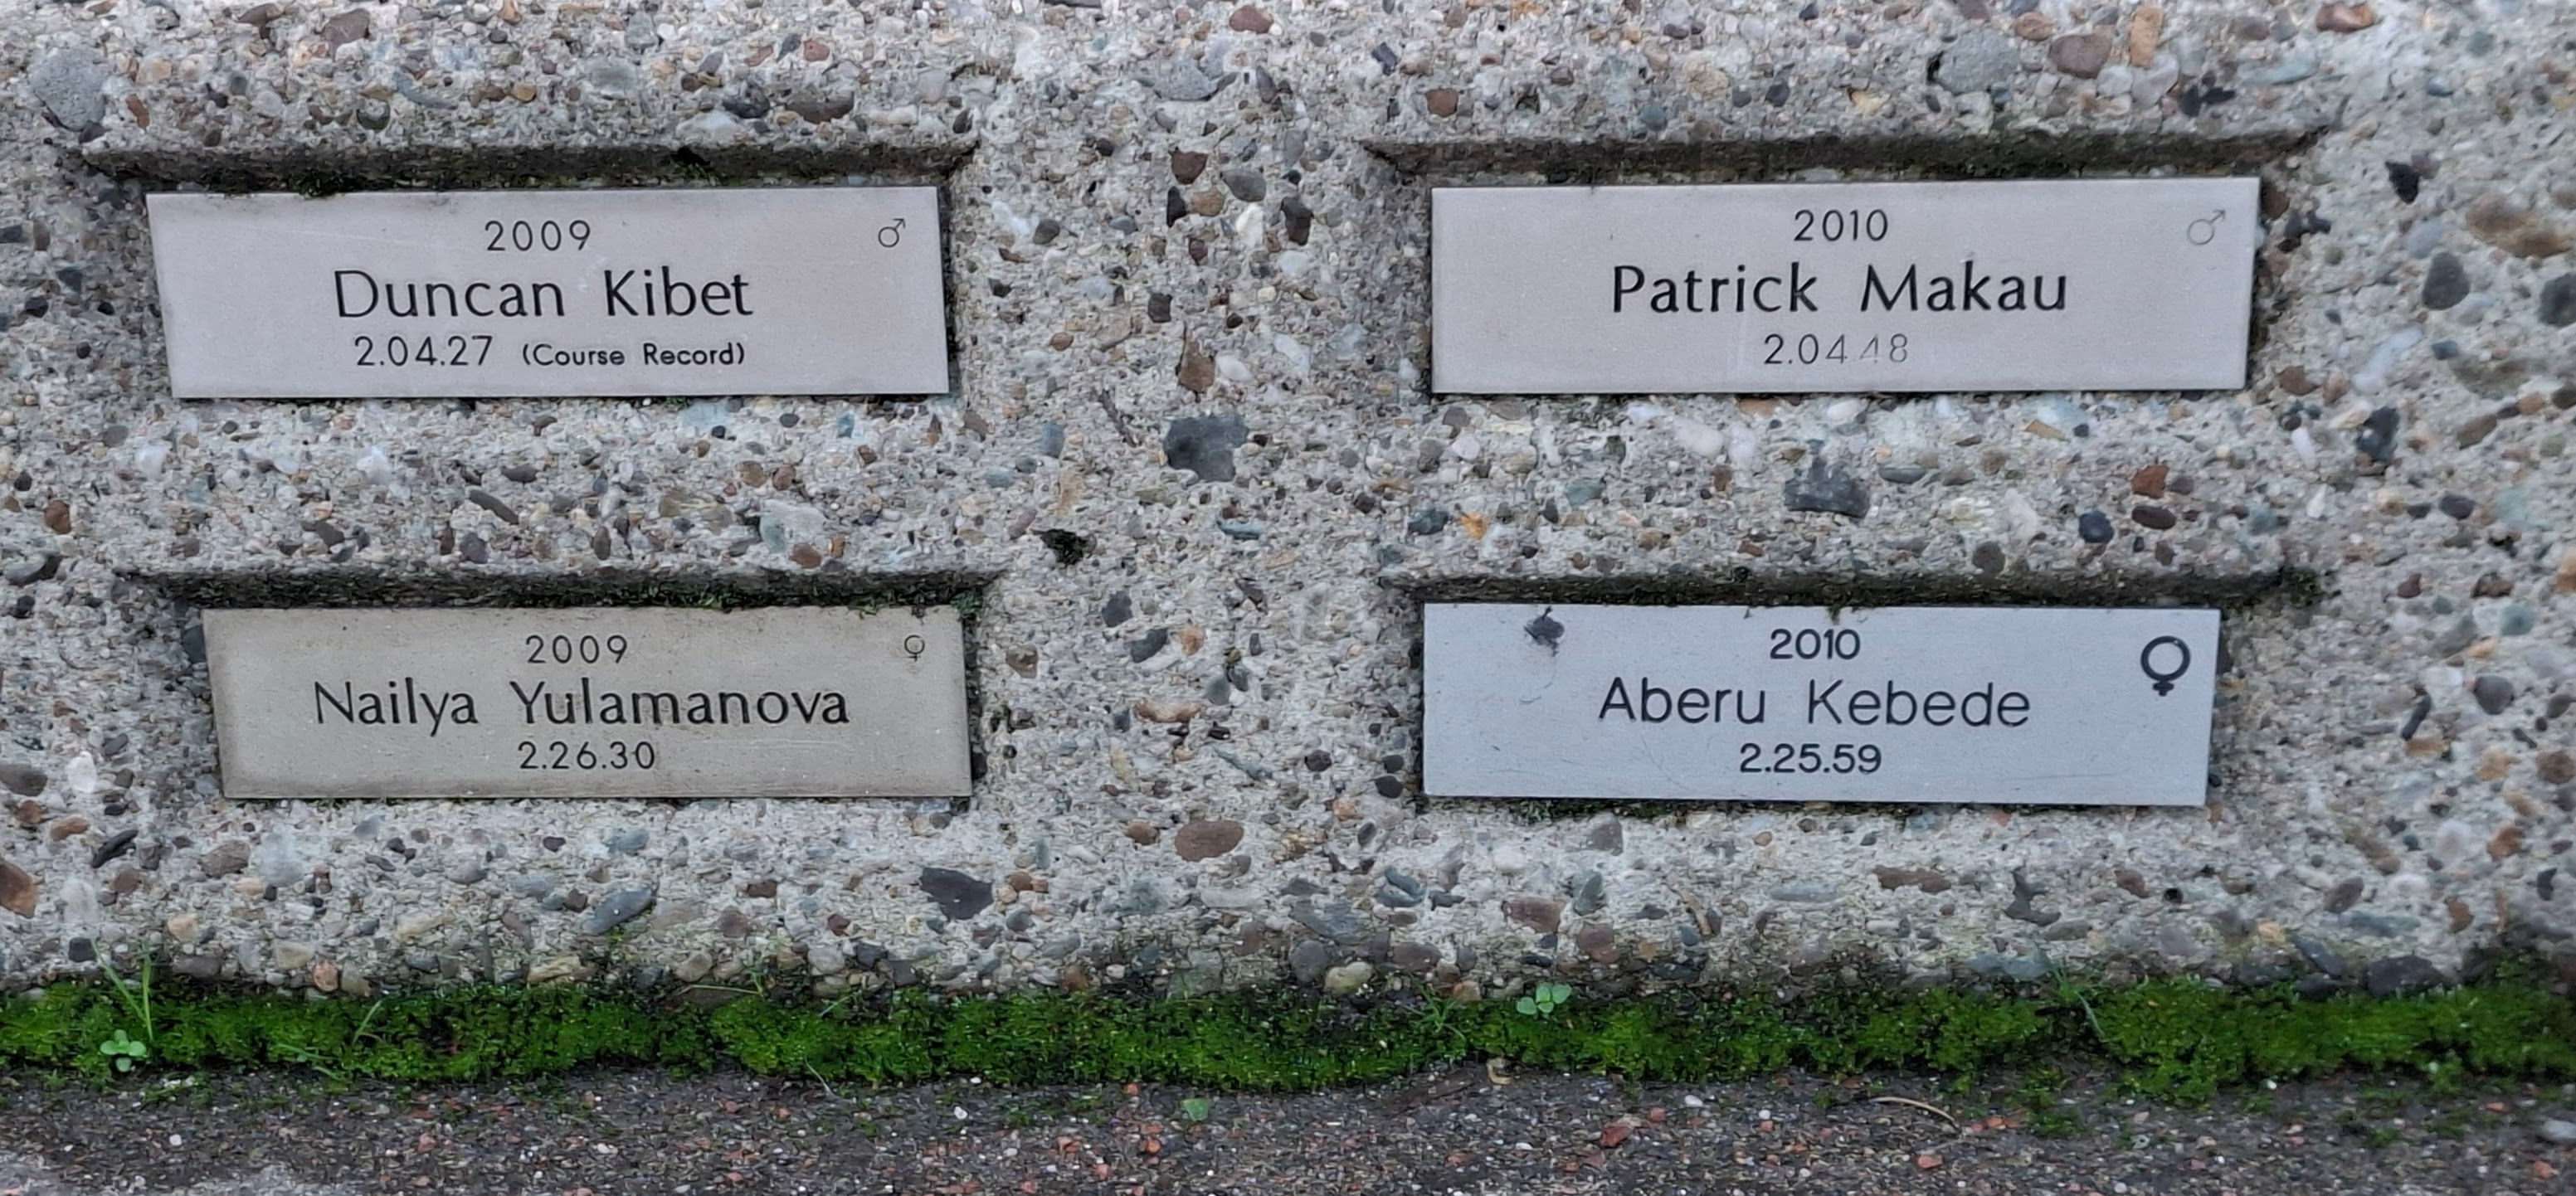 2009 ♂
Duncan Kibet
2.04.27 (Course Record)
2010 ♂
Patrick Makau
2.04 48
2009 ♀
Nailya Yulamanova
2.26.30
2010 ♀
Aberu Kebede
2.25.59